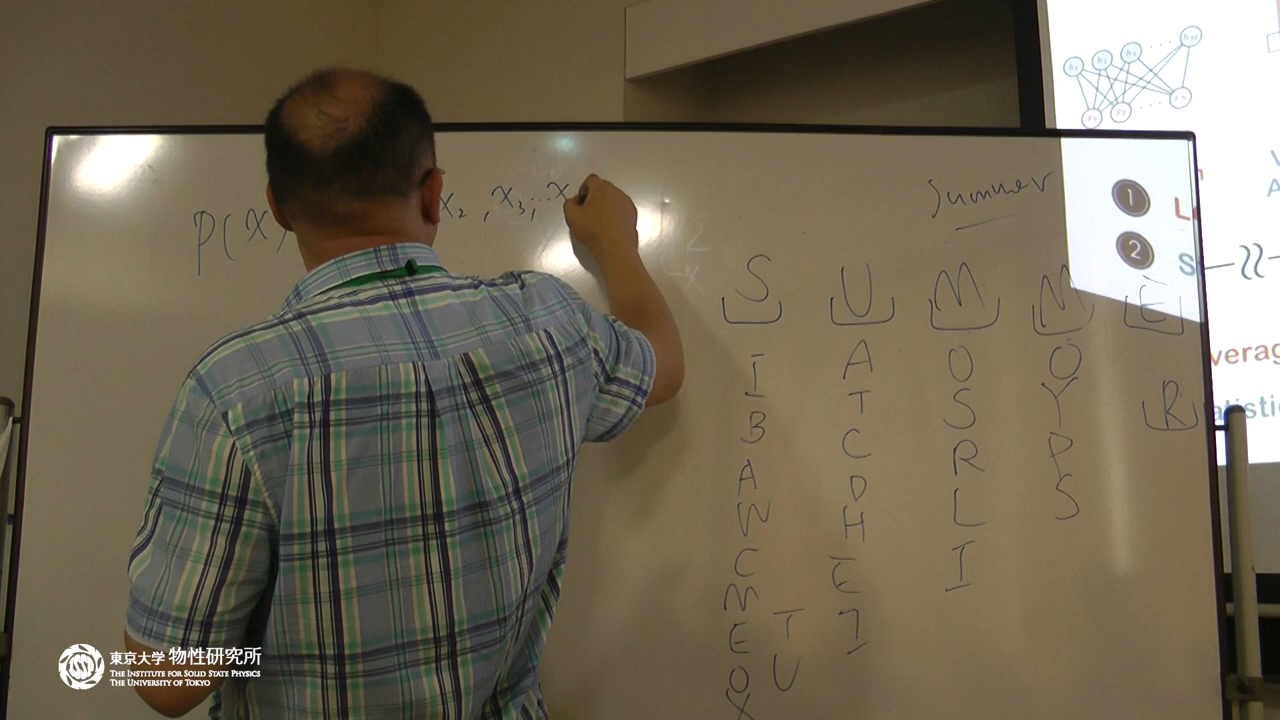 P(x
x₂, x₃, ... x
Summer
S U M M E
I A O O R
B T S Y
A C R P
W D L S
C H I
M E
E T I
O U
X
1
2
verag
atistic
東京大学 物性研究所
THE INSTITUTE FOR SOLID STATE PHYSICS
THE UNIVERSITY OF TOKYO